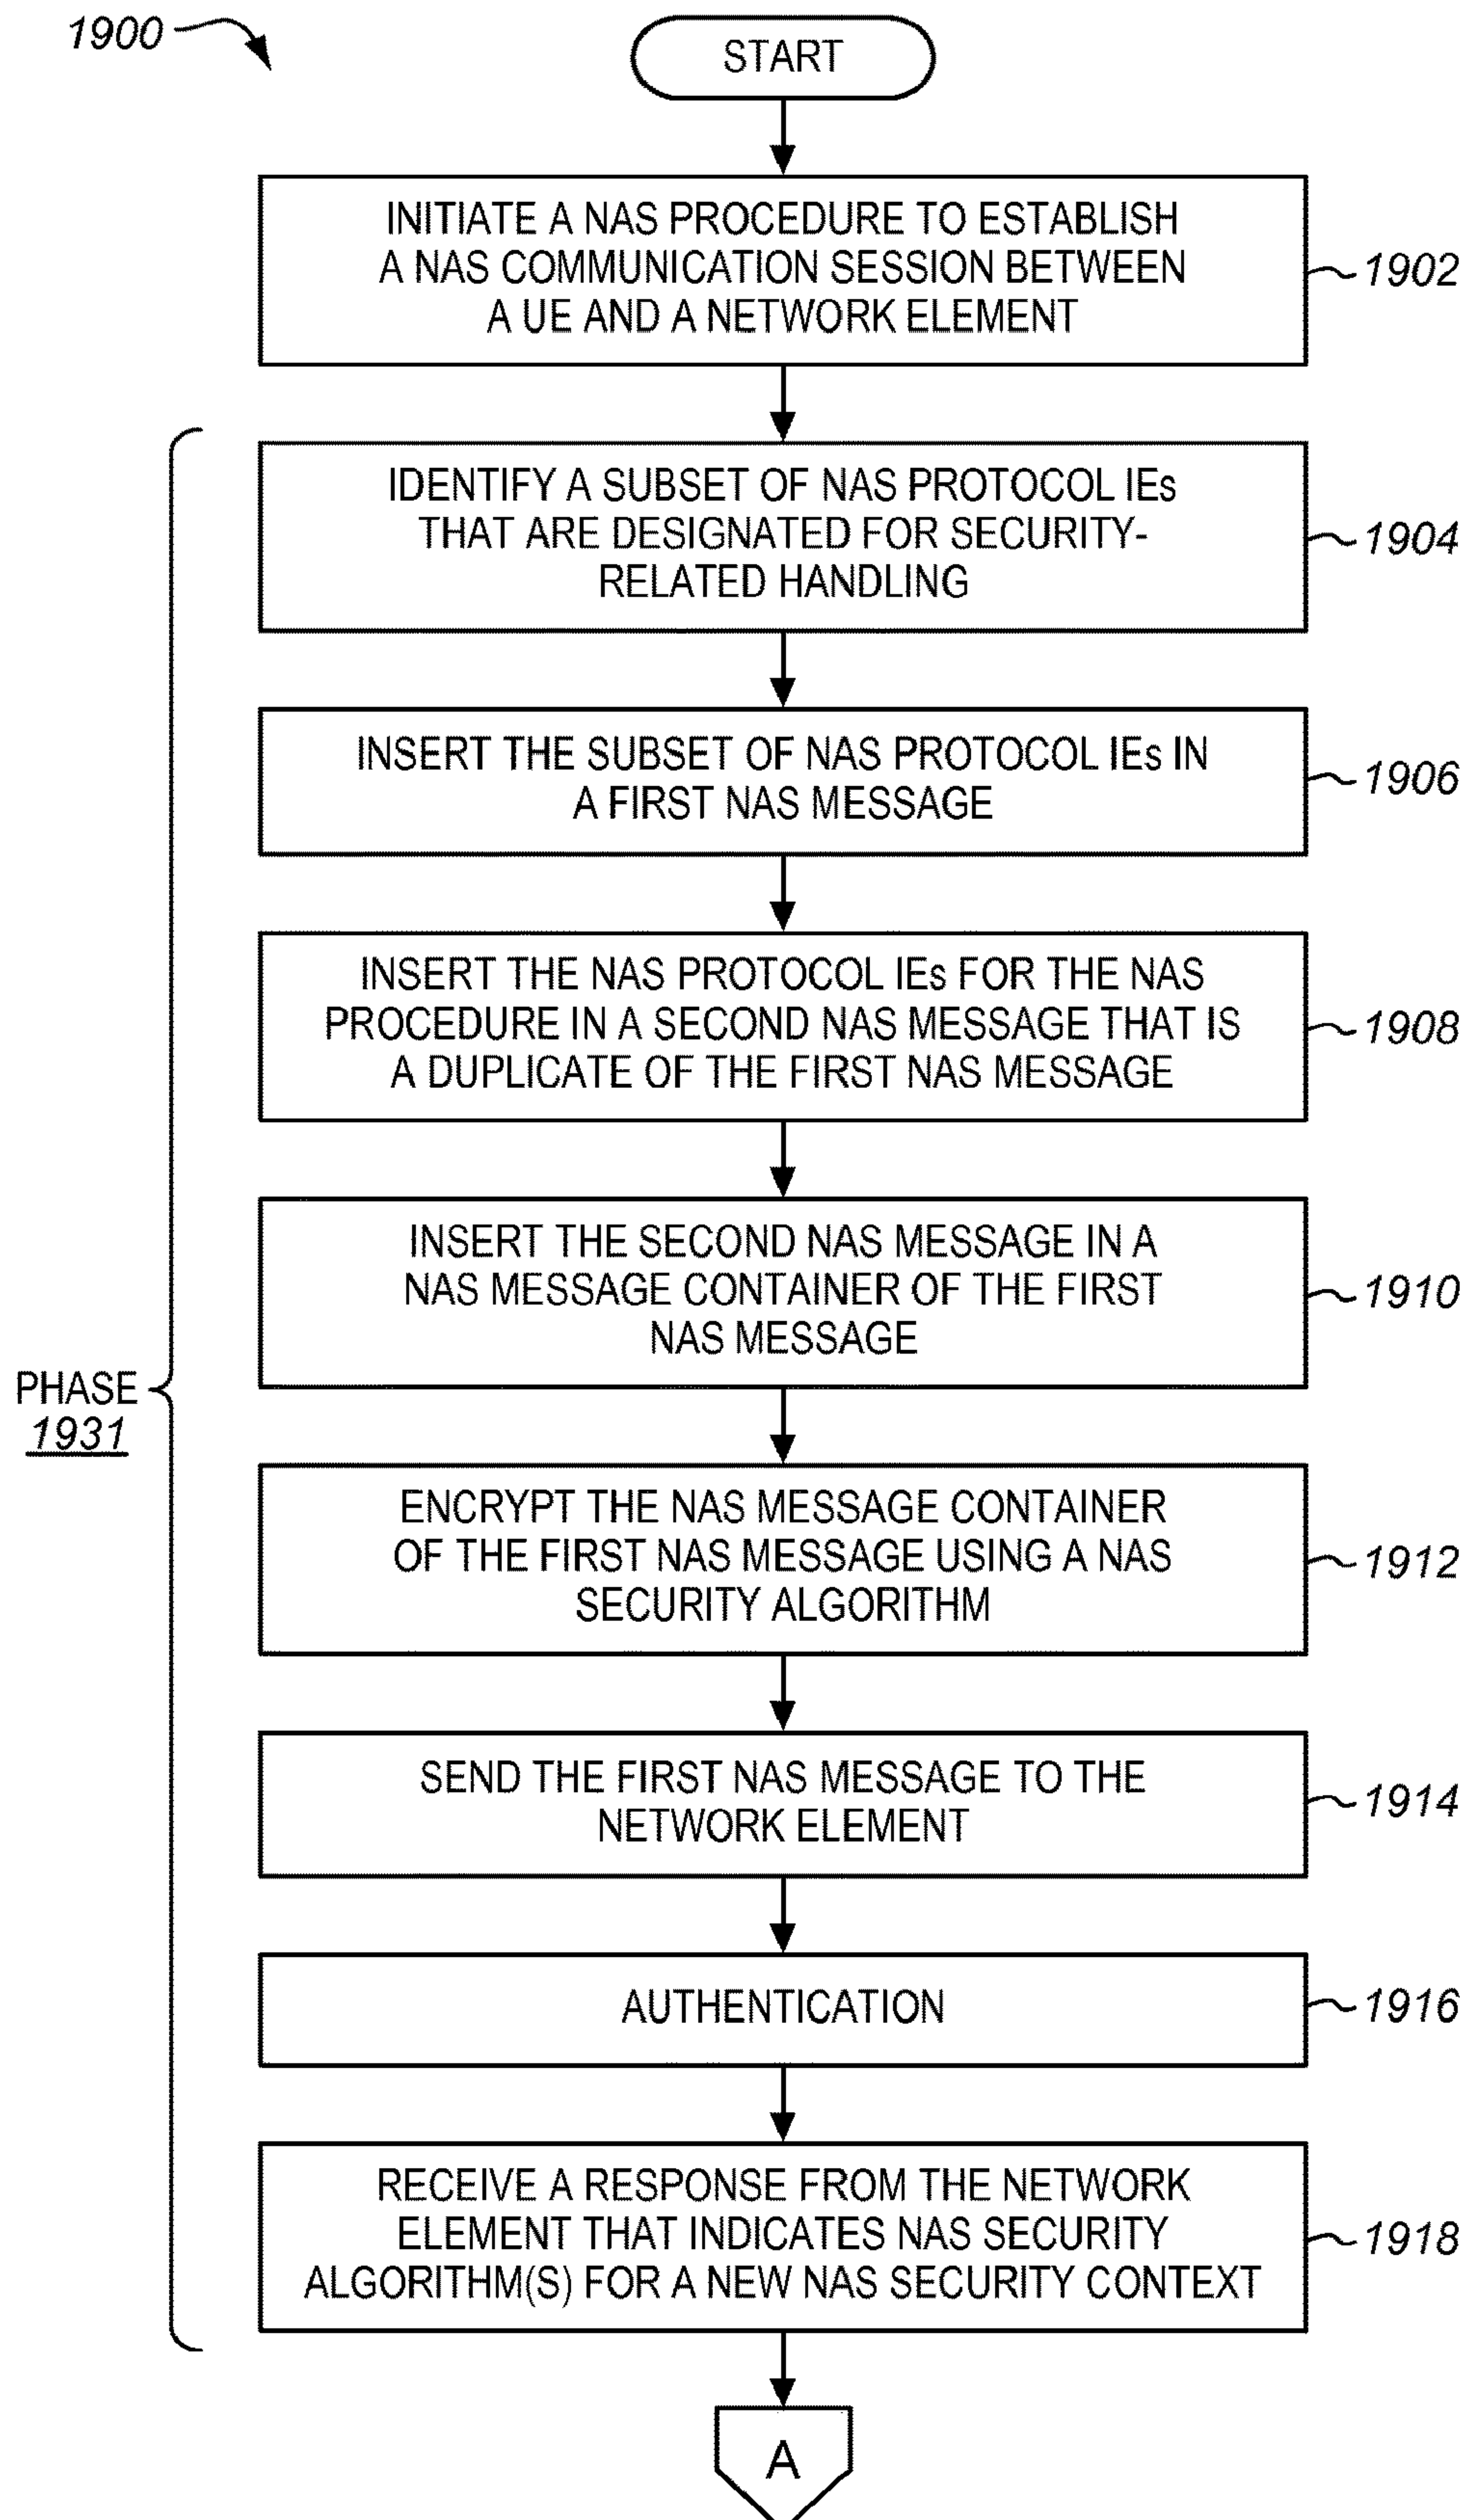 1900
START
INITIATE A NAS PROCEDURE TO ESTABLISH
A NAS COMMUNICATION SESSION BETWEEN
A UE AND A NETWORK ELEMENT
1902
IDENTIFY A SUBSET OF NAS PROTOCOL IEs
THAT ARE DESIGNATED FOR SECURITY-
RELATED HANDLING
1904
INSERT THE SUBSET OF NAS PROTOCOL IEs IN
A FIRST NAS MESSAGE
1906
INSERT THE NAS PROTOCOL IEs FOR THE NAS
PROCEDURE IN A SECOND NAS MESSAGE THAT IS
A DUPLICATE OF THE FIRST NAS MESSAGE
1908
INSERT THE SECOND NAS MESSAGE IN A
NAS MESSAGE CONTAINER OF THE FIRST
NAS MESSAGE
1910
PHASE
1931
ENCRYPT THE NAS MESSAGE CONTAINER
OF THE FIRST NAS MESSAGE USING A NAS
SECURITY ALGORITHM
1912
SEND THE FIRST NAS MESSAGE TO THE
NETWORK ELEMENT
1914
AUTHENTICATION
1916
RECEIVE A RESPONSE FROM THE NETWORK
ELEMENT THAT INDICATES NAS SECURITY
ALGORITHM(S) FOR A NEW NAS SECURITY CONTEXT
1918
A